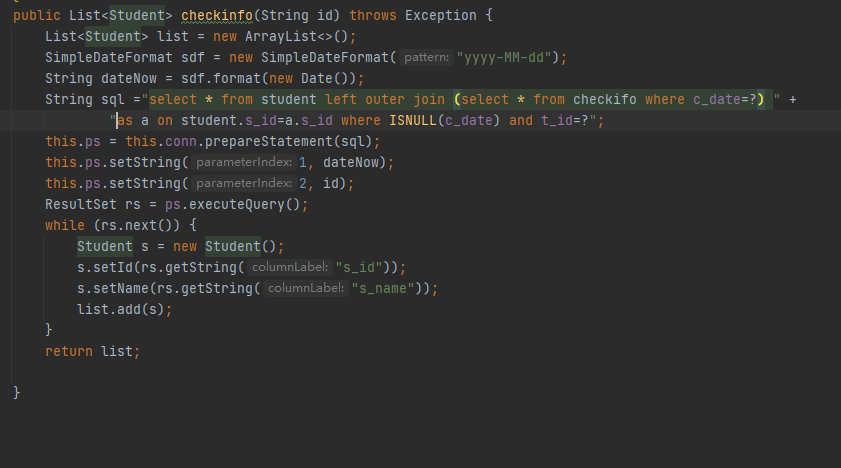 public List<Student> checkinfo(String id) throws Exception {
    List<Student> list = new ArrayList<>();
    SimpleDateFormat sdf = new SimpleDateFormat( pattern: "yyyy-MM-dd");
    String dateNow = sdf.format(new Date());
    String sql ="select * from student left outer join (select * from checkifo where c_date=?) " +
            "as a on student.s_id=a.s_id where ISNULL(c_date) and t_id=?";
    this.ps = this.conn.prepareStatement(sql);
    this.ps.setString( parameterIndex: 1, dateNow);
    this.ps.setString( parameterIndex: 2, id);
    ResultSet rs = ps.executeQuery();
    while (rs.next()) {
        Student s = new Student();
        s.setId(rs.getString( columnLabel: "s_id"));
        s.setName(rs.getString( columnLabel: "s_name"));
        list.add(s);
    }
    return list;
}